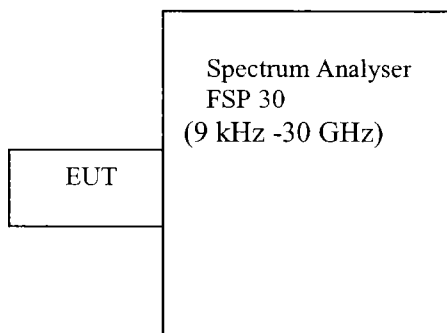 Spectrum Analyser
FSP 30
(9 kHz -30 GHz)
EUT